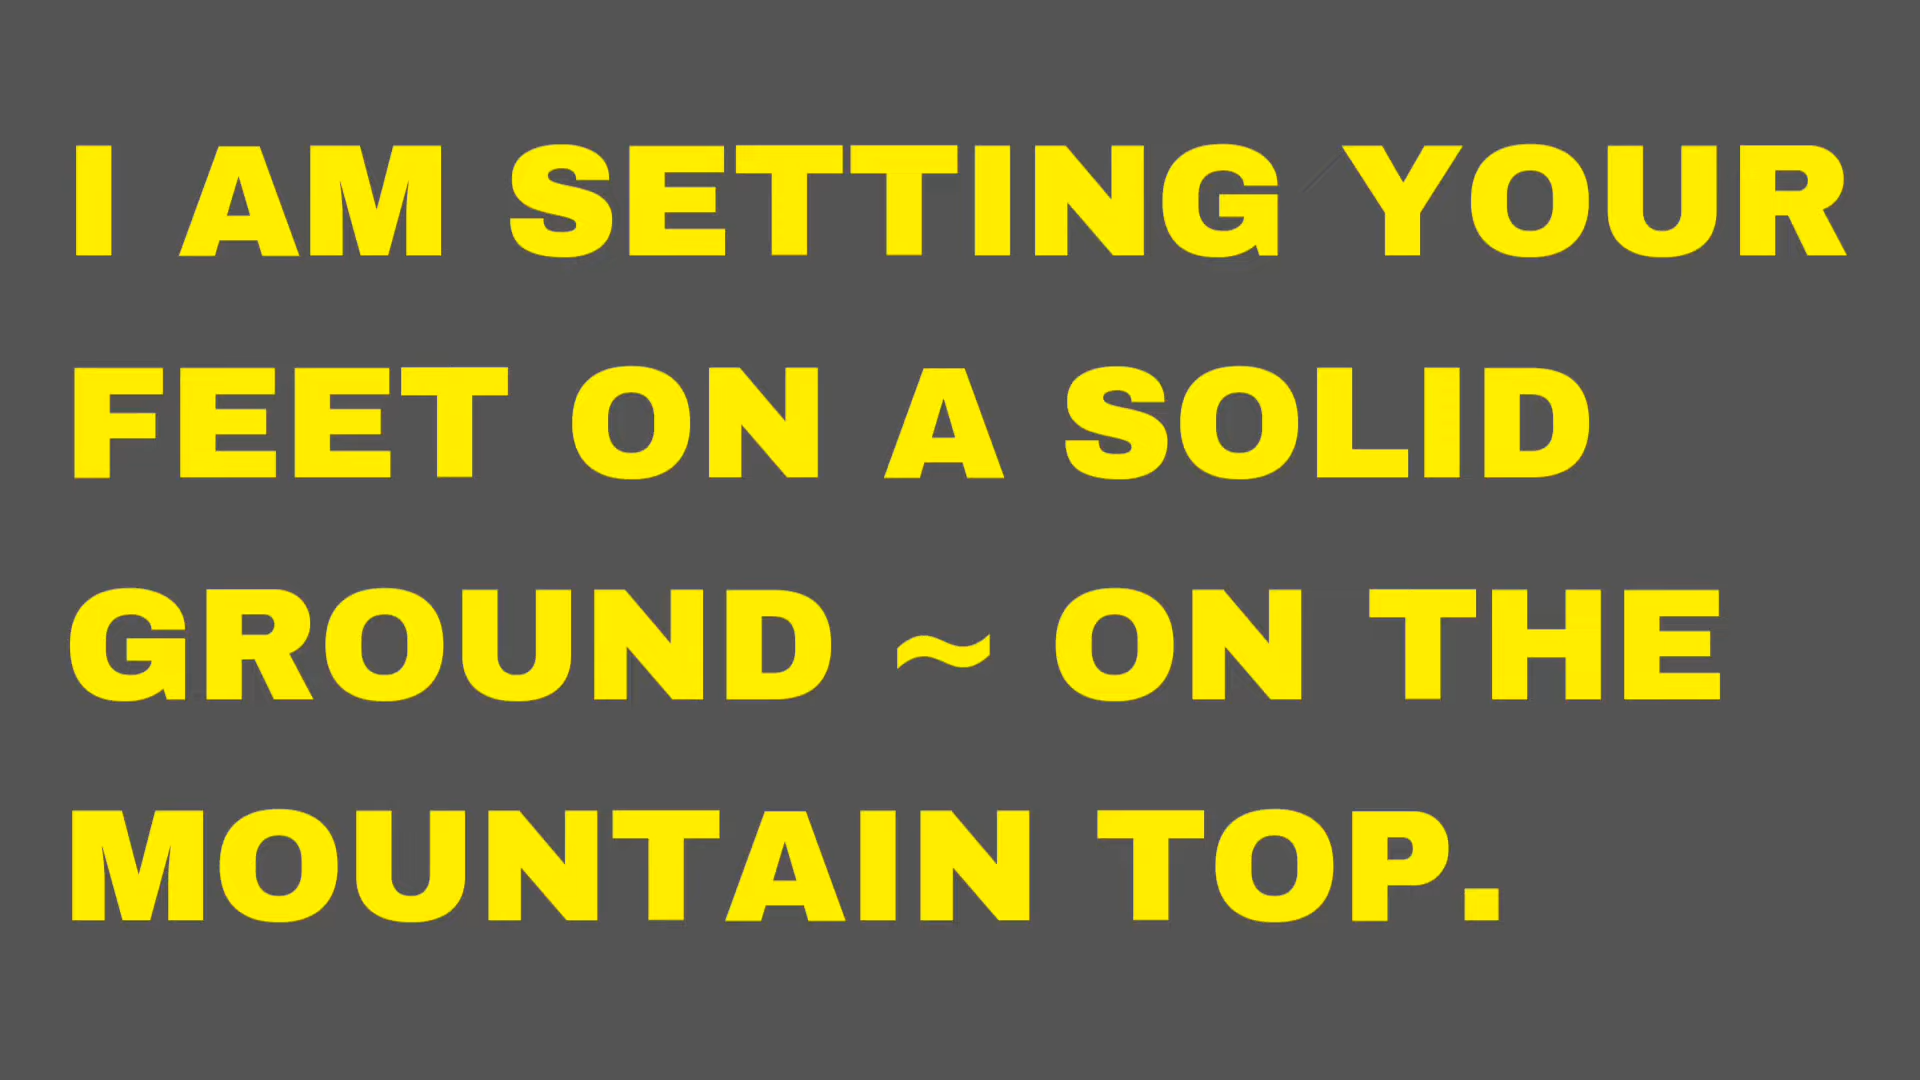 I AM SETTING YOUR
FEET ON A SOLID
GROUND ~ ON THE
MOUNTAIN TOP.